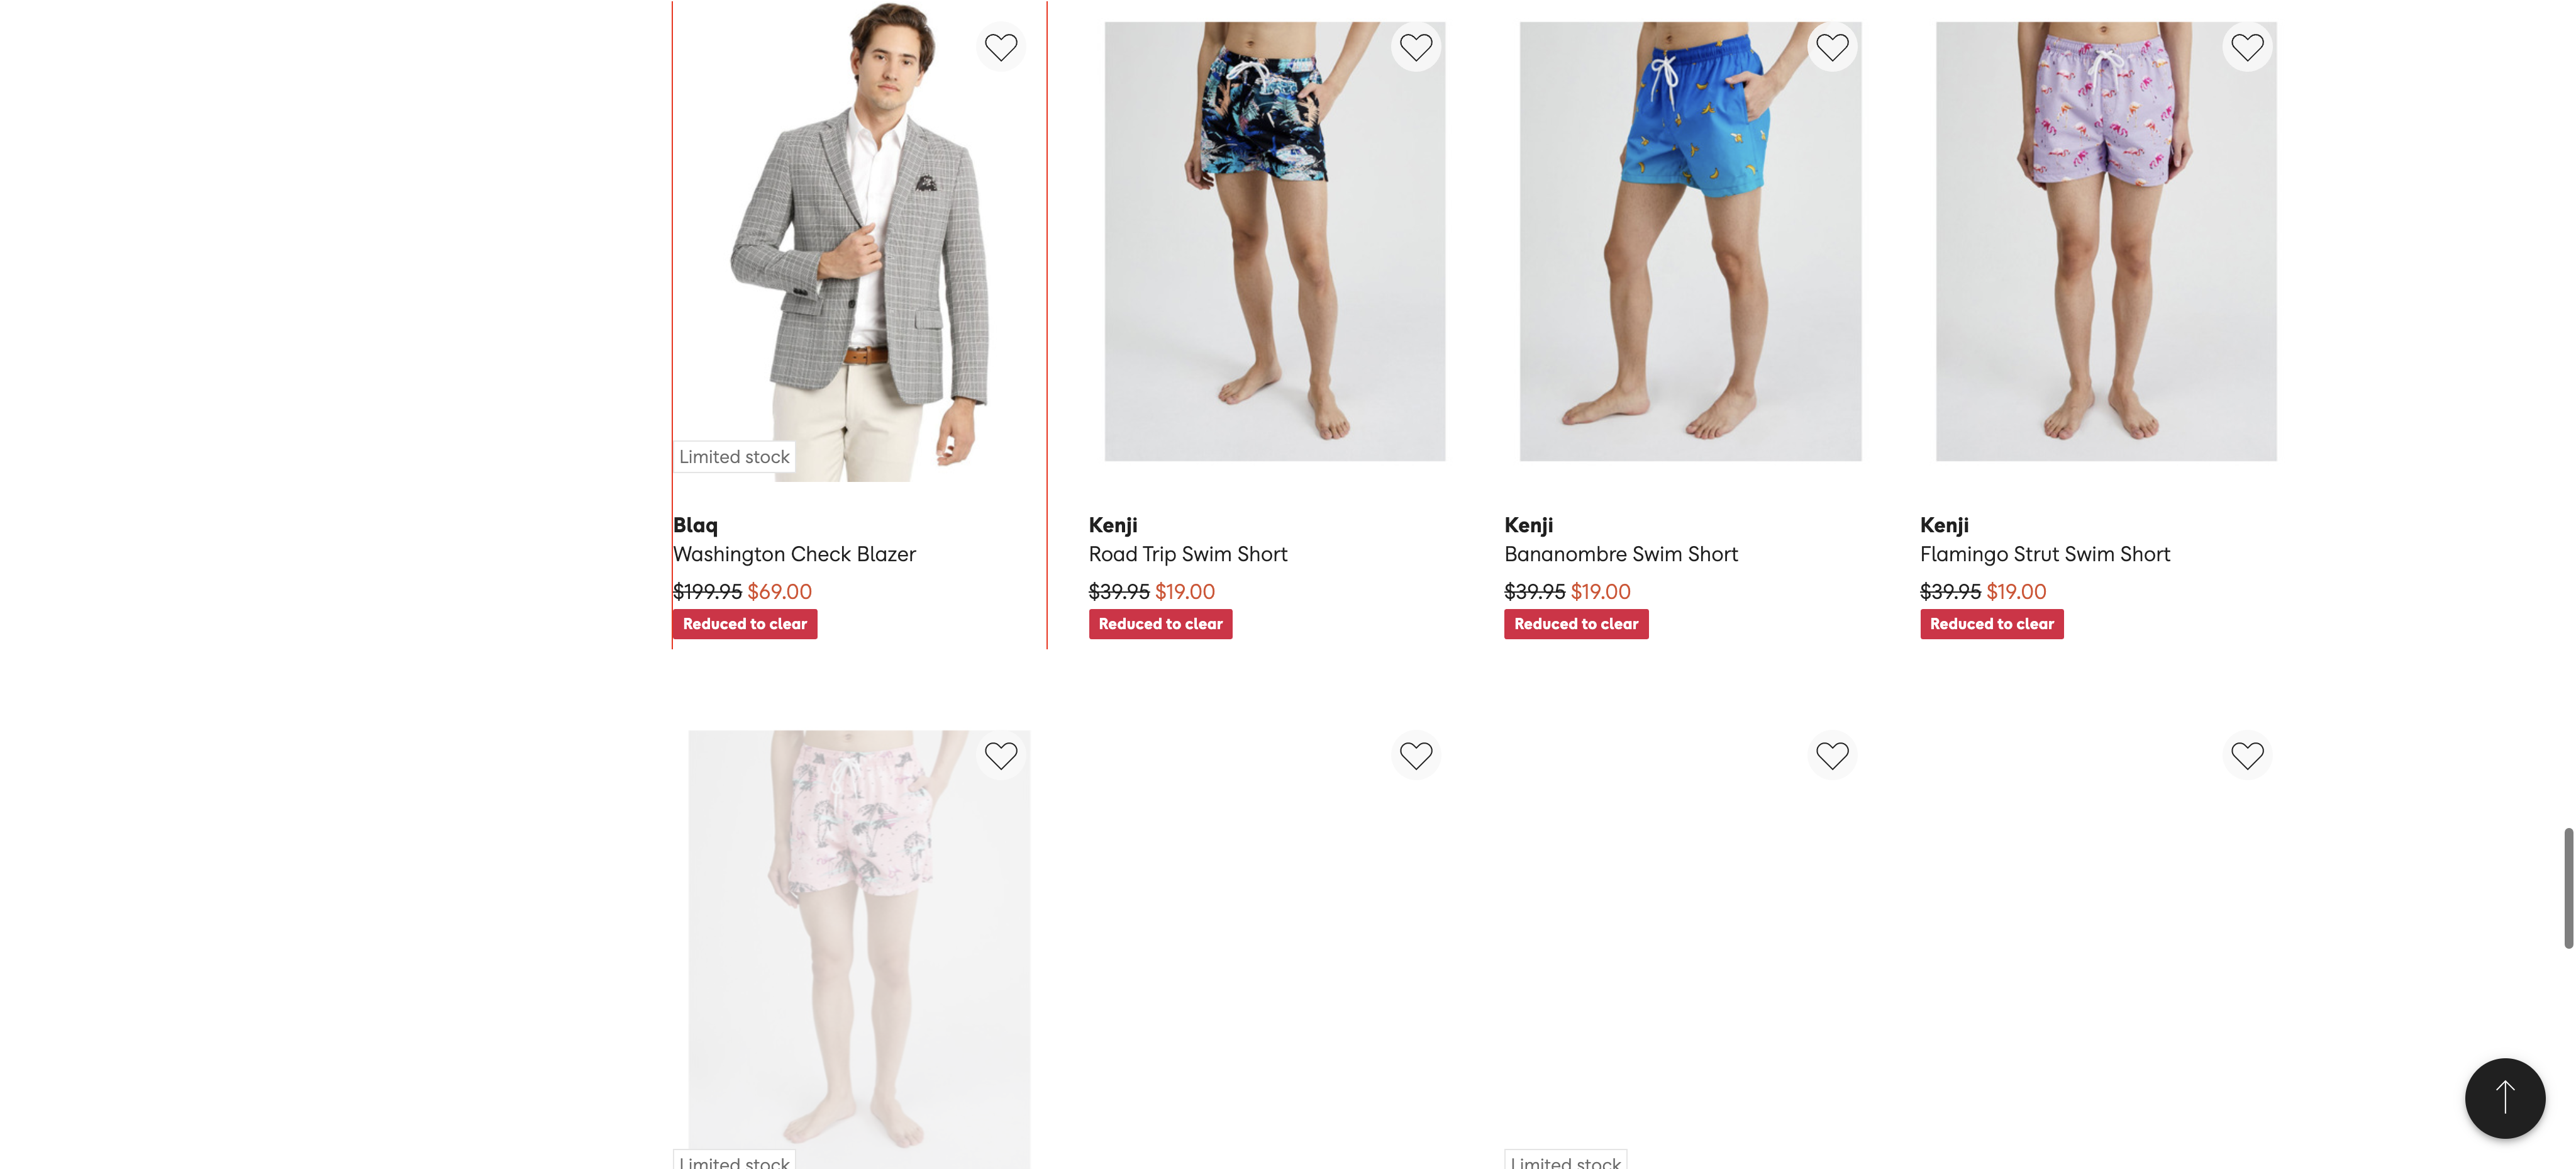 Limited stock
Blaq
Washington Check Blazer
$199.95 $69.00
Reduced to clear
Kenji
Road Trip Swim Short
$39.95 $19.00
Reduced to clear
Kenji
Bananombre Swim Short
$39.95 $19.00
Reduced to clear
Kenji
Flamingo Strut Swim Short
$39.95 $19.00
Reduced to clear
Limited stock
Limited stock